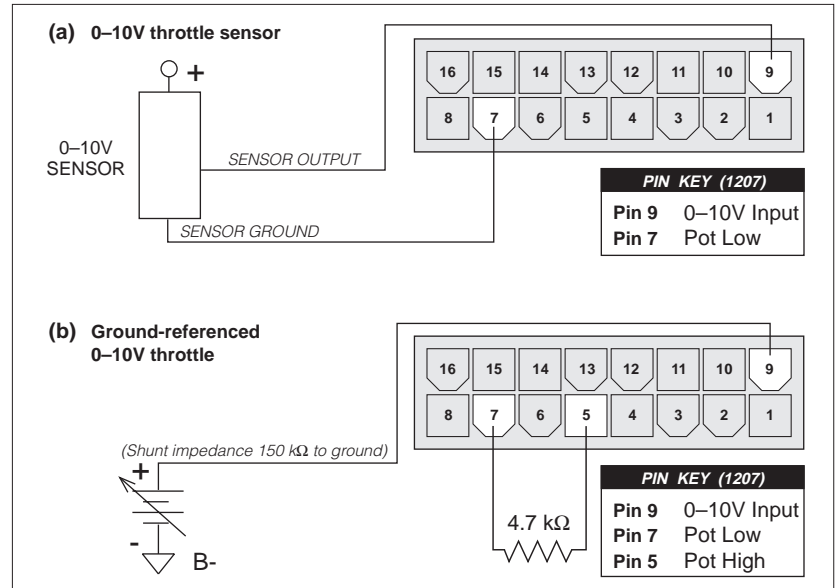 (a) 0–10V throttle sensor
+
0–10V
SENSOR
SENSOR OUTPUT
SENSOR GROUND
16 15 14 13 12 11 10 9
8 7 6 5 4 3 2 1
PIN KEY (1207)
Pin 9 0–10V Input
Pin 7 Pot Low
(b) Ground-referenced
0–10V throttle
(Shunt impedance 150 kΩ to ground)
+
-
B-
16 15 14 13 12 11 10 9
8 7 6 5 4 3 2 1
4.7 kΩ
PIN KEY (1207)
Pin 9 0–10V Input
Pin 7 Pot Low
Pin 5 Pot High